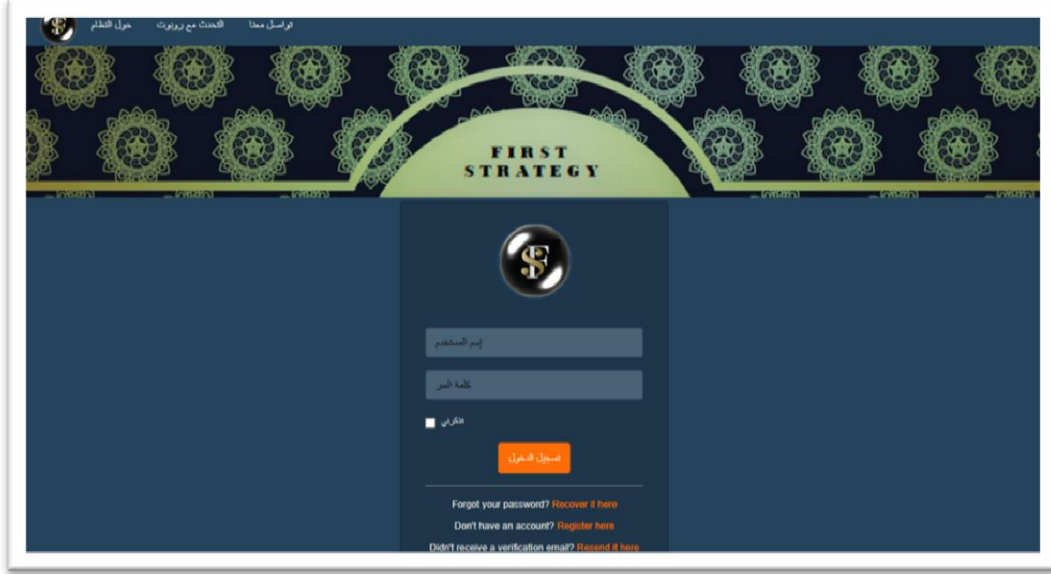 حول النظام التحدث مع روبوت تواصل معنا
FIRST
STRATEGY
إسم المستخدم
كلمة السر
اذكرني
تسجيل الدخول
Forgot your password? Recover it here
Don't have an account? Register here
Didn't receive a verification email? Resend it here